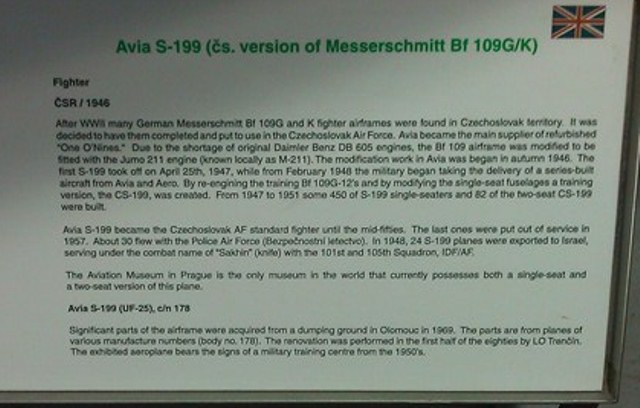 Avia S-199 (čs. version of Messerschmitt Bf 109G/K)
Fighter
ČSR / 1946
After WWII many German Messerschmitt Bf 109G and K fighter airframes were found in Czechoslovak territory. It was
decided to have them completed and put to use in the Czechoslovak Air Force. Avia became the main supplier of refurbished
"One O'Nines." Due to the shortage of original Daimler Benz DB 605 engines, the Bf 109 airframe was modified to be
fitted with the Jumo 211 engine (known locally as M-211). The modification work in Avia was began in autumn 1946. The
first S-199 took off on April 25th, 1947, while from February 1948 the military began taking the delivery of a series-built
aircraft from Avia and Aero. By re-engining the training Bf 109G-12's and by modifying the single-seat fuselages a training
version, the CS-199, was created. From 1947 to 1951 some 450 of S-199 single-seaters and 82 of the two-seat CS-199
were built.
Avia S-199 became the Czechoslovak AF standard fighter until the mid-fifties. The last ones were put out of service in
1957. About 30 flew with the Police Air Force (Bezpečnostní letectvo). In 1948, 24 S-199 planes were exported to Israel,
serving under the combat name of "Sakhin" (knife) with the 101st and 105th Squadron, IDF/AF.
The Aviation Museum in Prague is the only museum in the world that currently possesses both a single-seat and
a two-seat version of this plane.
Avia S-199 (UF-25), c/n 178
Significant parts of the airframe were acquired from a dumping ground in Olomouc in 1969. The parts are from planes of
various manufacture numbers (body no. 178). The renovation was performed in the first half of the eighties by LO Trenčín.
The exhibited aeroplane bears the signs of a military training centre from the 1950's.